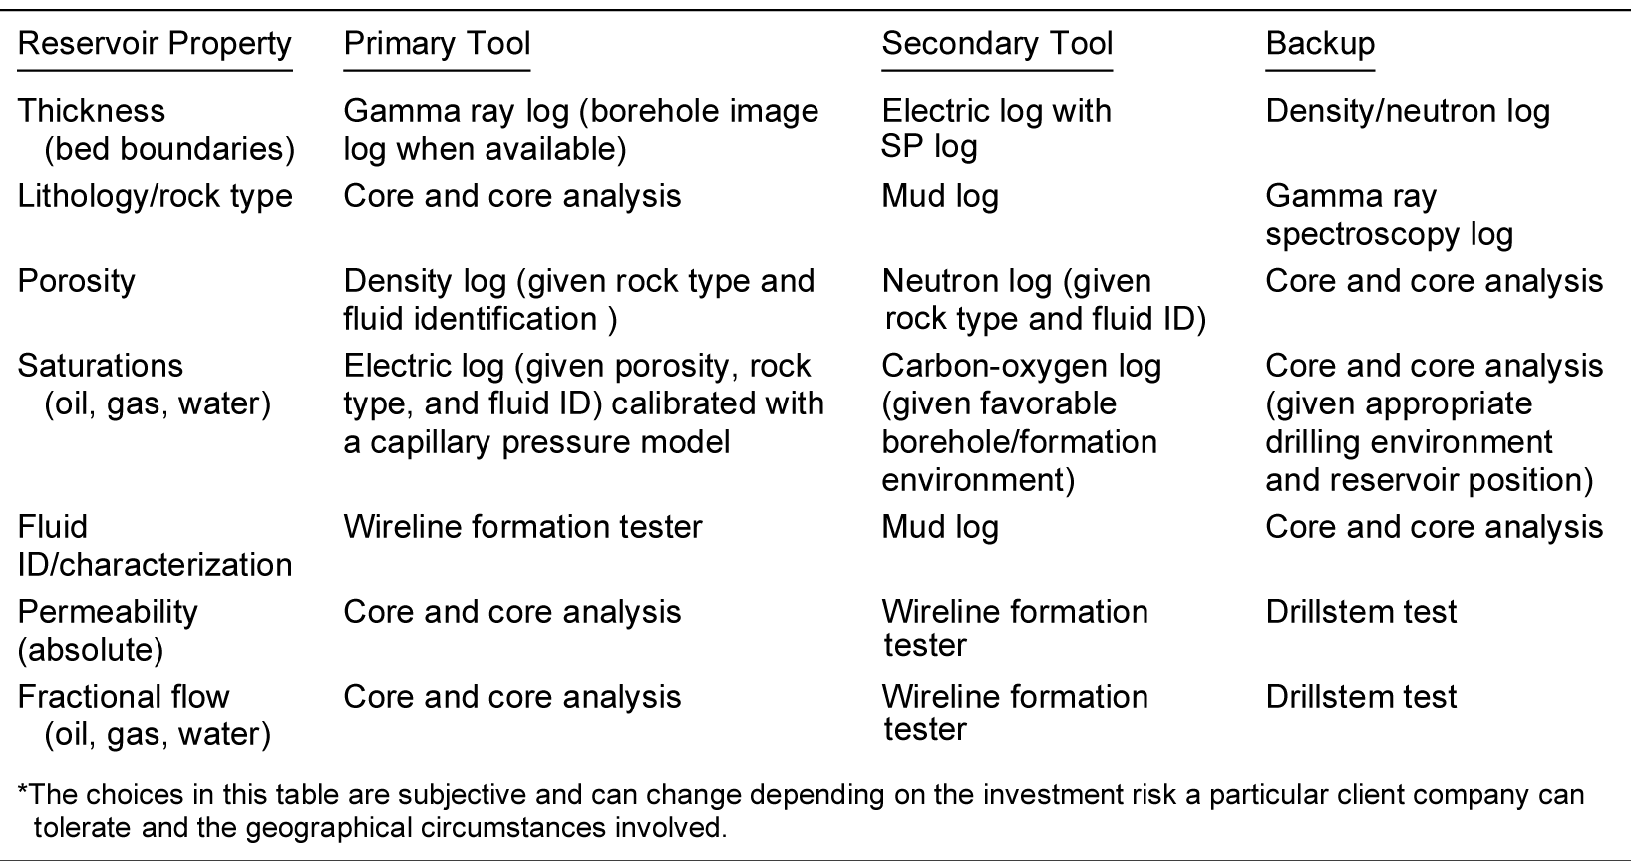 Reservoir Property Primary Tool Secondary Tool Backup
Thickness Gamma ray log (borehole image Electric log with Density/neutron log
(bed boundaries) log when available) SP log
Lithology/rock type Core and core analysis Mud log Gamma ray
spectroscopy log
Porosity Density log (given rock type and Neutron log (given Core and core analysis
fluid identification ) rock type and fluid ID)
Saturations Electric log (given porosity, rock Carbon-oxygen log Core and core analysis
(oil, gas, water) type, and fluid ID) calibrated with (given favorable (given appropriate
a capillary pressure model borehole/formation drilling environment
environment) and reservoir position)
Fluid Wireline formation tester Mud log Core and core analysis
ID/characterization
Permeability Core and core analysis Wireline formation Drillstem test
(absolute) tester
Fractional flow Core and core analysis Wireline formation Drillstem test
(oil, gas, water) tester
*The choices in this table are subjective and can change depending on the investment risk a particular client company can
tolerate and the geographical circumstances involved.